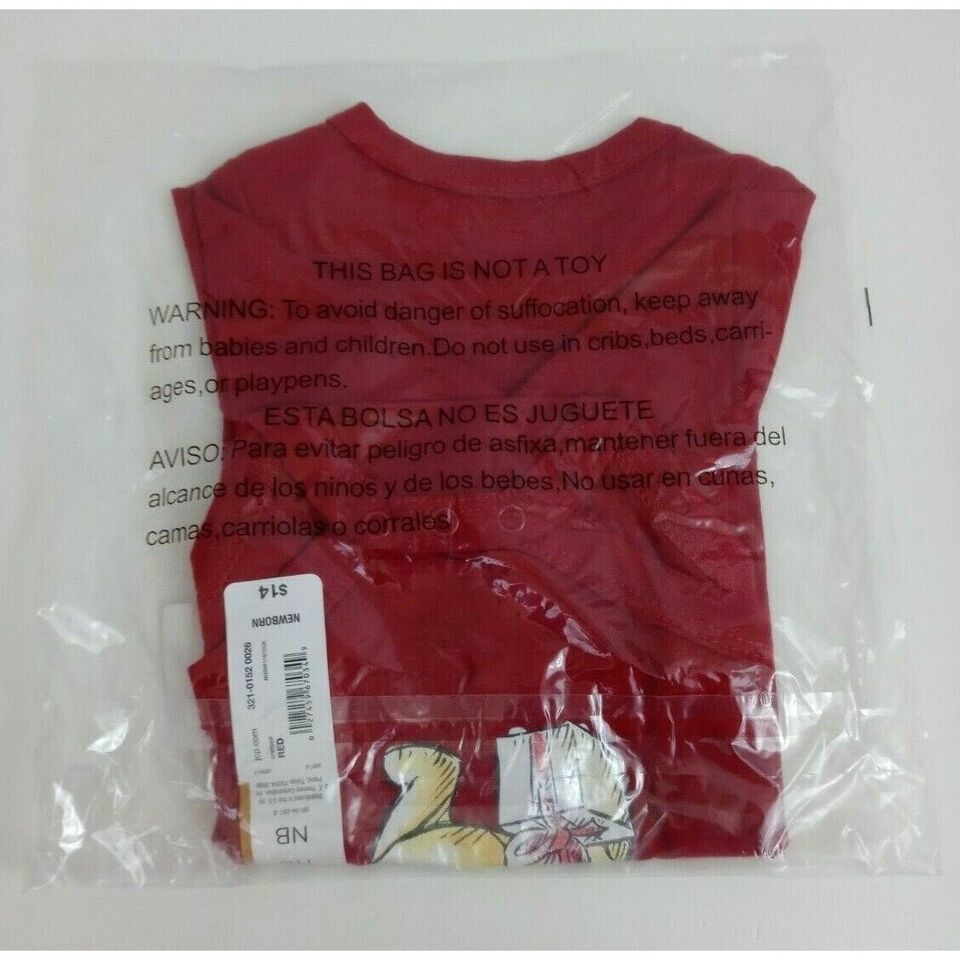 THIS BAG IS NOT A TOY
WARNING: To avoid danger of suffocation, keep away
from babies and children.Do not use in cribs,beds,carri-
ages,or playpens.
ESTA BOLSA NO ES JUGUETE
AVISO:Para evitar peligro de asfixa,mantener fuera del
alcance de los ninos y de los bebes,No usar en cunas,
camas,carriolas o corrales
$14
NEWBORN
321-0152 0026
jcp.com
RED
NB